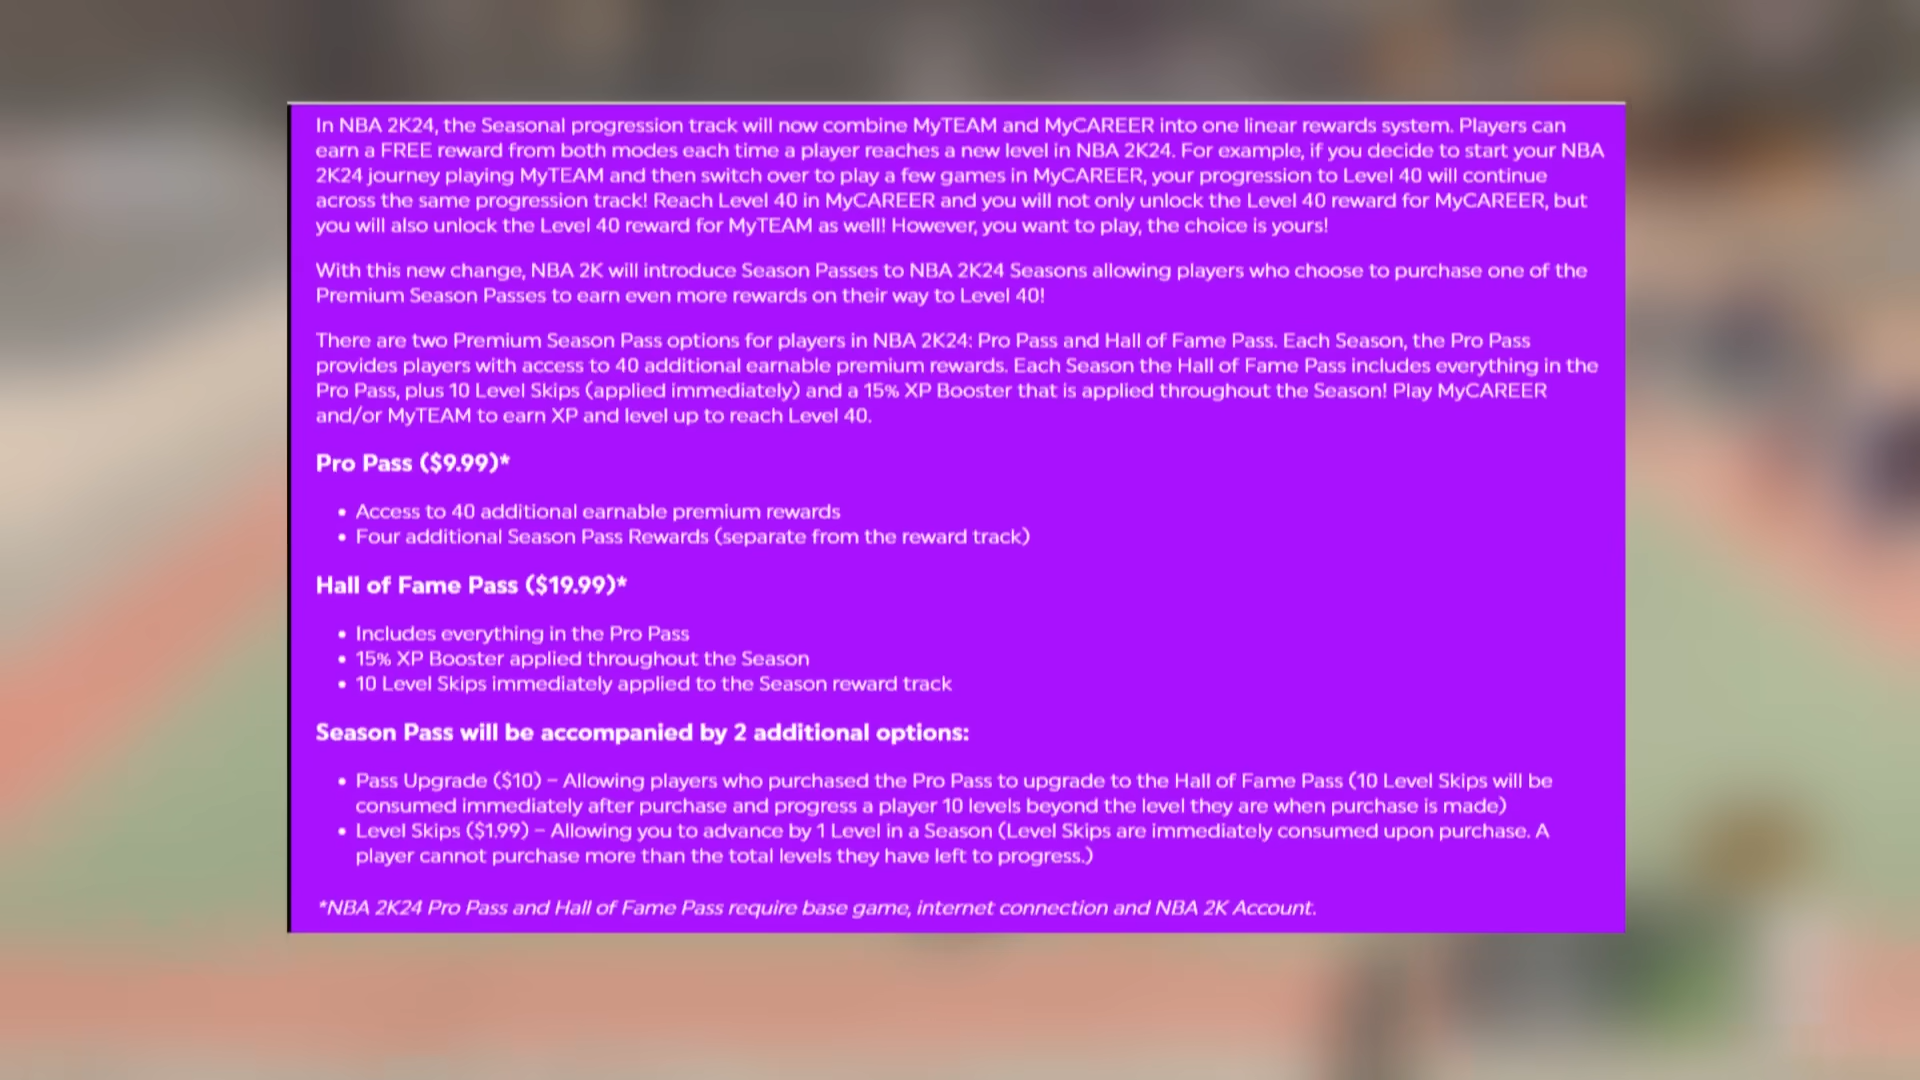 In NBA 2K24, the Seasonal progression track will now combine MyTEAM and MyCAREER into one linear rewards system. Players can
earn a FREE reward from both modes each time a player reaches a new level in NBA 2K24. For example, if you decide to start your NBA
2K24 journey playing MyTEAM and then switch over to play a few games in MyCAREER, your progression to Level 40 will continue
across the same progression track! Reach Level 40 in MyCAREER and you will not only unlock the Level 40 reward for MyCAREER, but
you will also unlock the Level 40 reward for MyTEAM as well! However, you want to play, the choice is yours!
With this new change, NBA 2K will introduce Season Passes to NBA 2K24 Seasons allowing players who choose to purchase one of the
Premium Season Passes to earn even more rewards on their way to Level 40!
There are two Premium Season Pass options for players in NBA 2K24: Pro Pass and Hall of Fame Pass. Each Season, the Pro Pass
provides players with access to 40 additional earnable premium rewards. Each Season the Hall of Fame Pass includes everything in the
Pro Pass, plus 10 Level Skips (applied immediately) and a 15% XP Booster that is applied throughout the Season! Play MyCAREER
and/or MyTEAM to earn XP and level up to reach Level 40.
Pro Pass ($9.99)*
• Access to 40 additional earnable premium rewards
• Four additional Season Pass Rewards (separate from the reward track)
Hall of Fame Pass ($19.99)*
• Includes everything in the Pro Pass
• 15% XP Booster applied throughout the Season
• 10 Level Skips immediately applied to the Season reward track
Season Pass will be accompanied by 2 additional options:
• Pass Upgrade ($10) – Allowing players who purchased the Pro Pass to upgrade to the Hall of Fame Pass (10 Level Skips will be
consumed immediately after purchase and progress a player 10 levels beyond the level they are when purchase is made)
• Level Skips ($1.99) – Allowing you to advance by 1 Level in a Season (Level Skips are immediately consumed upon purchase. A
player cannot purchase more than the total levels they have left to progress.)
*NBA 2K24 Pro Pass and Hall of Fame Pass require base game, internet connection and NBA 2K Account.